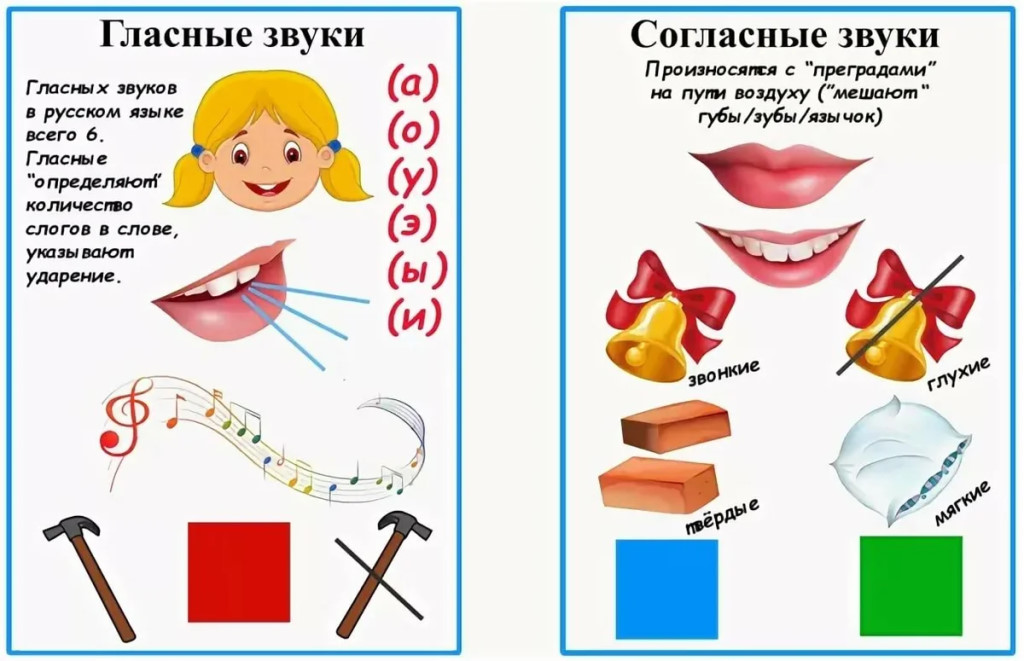 Гласные звуки
Гласных звуков
в русском языке
всего 6.
Гласные
"определяют"
количество
слогов в слове,
указывают
ударение.
(а)
(о)
(у)
(э)
(ы)
(и)
Согласные звуки
Произносятся с "преградами"
на пути воздуху ("мешают"
губы/зубы/язычок)
звонкие
глухие
твёрдые
мягкие